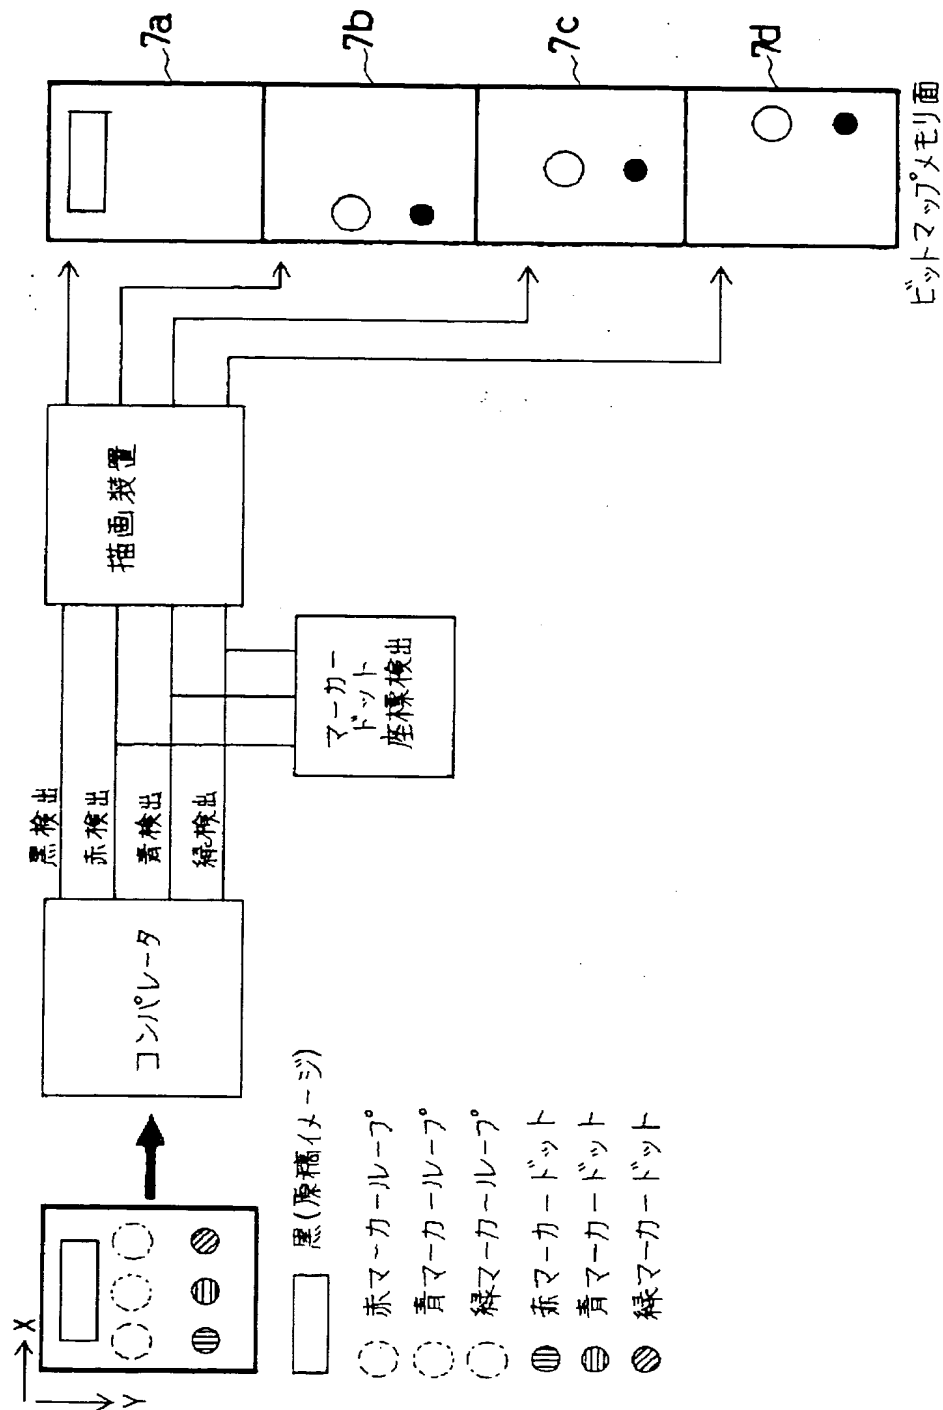 X
Y
コンパレータ
黒検出
赤検出
青検出
緑検出
マーカー
ドット
座標検出
描画装置
7a
7b
7c
7d
ビットマップメモリ面
黒(原稿イメージ)
赤マーカーループ
青マーカーループ
緑マーカーループ
赤マーカードット
青マーカードット
緑マーカードット